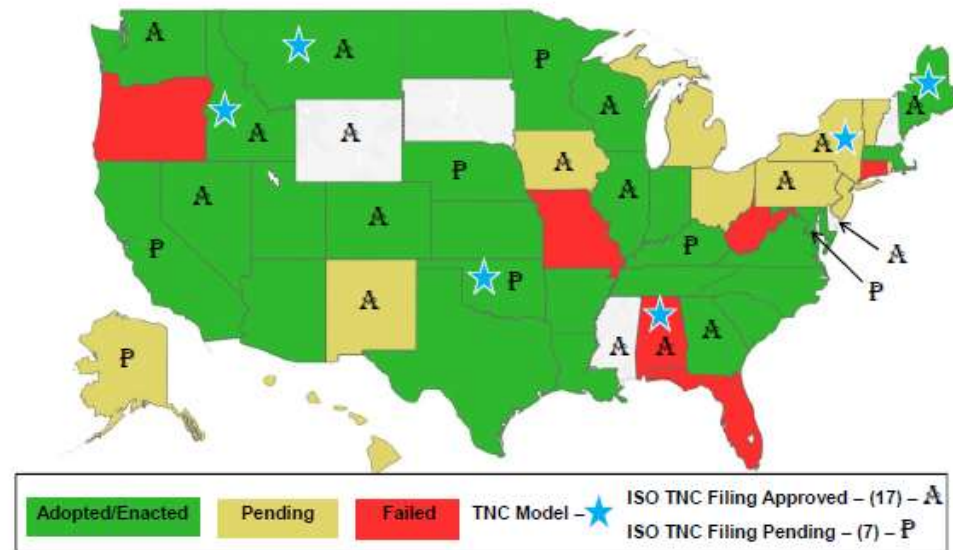 A
A
P
A
A
A
A
A
A
A
P
A
A
A
P
A
P
A
A
P
P
A
A
A
P
Adopted/Enacted
Pending
Failed
TNC Model –
ISO TNC Filing Approved – (17) – A
ISO TNC Filing Pending – (7) – P